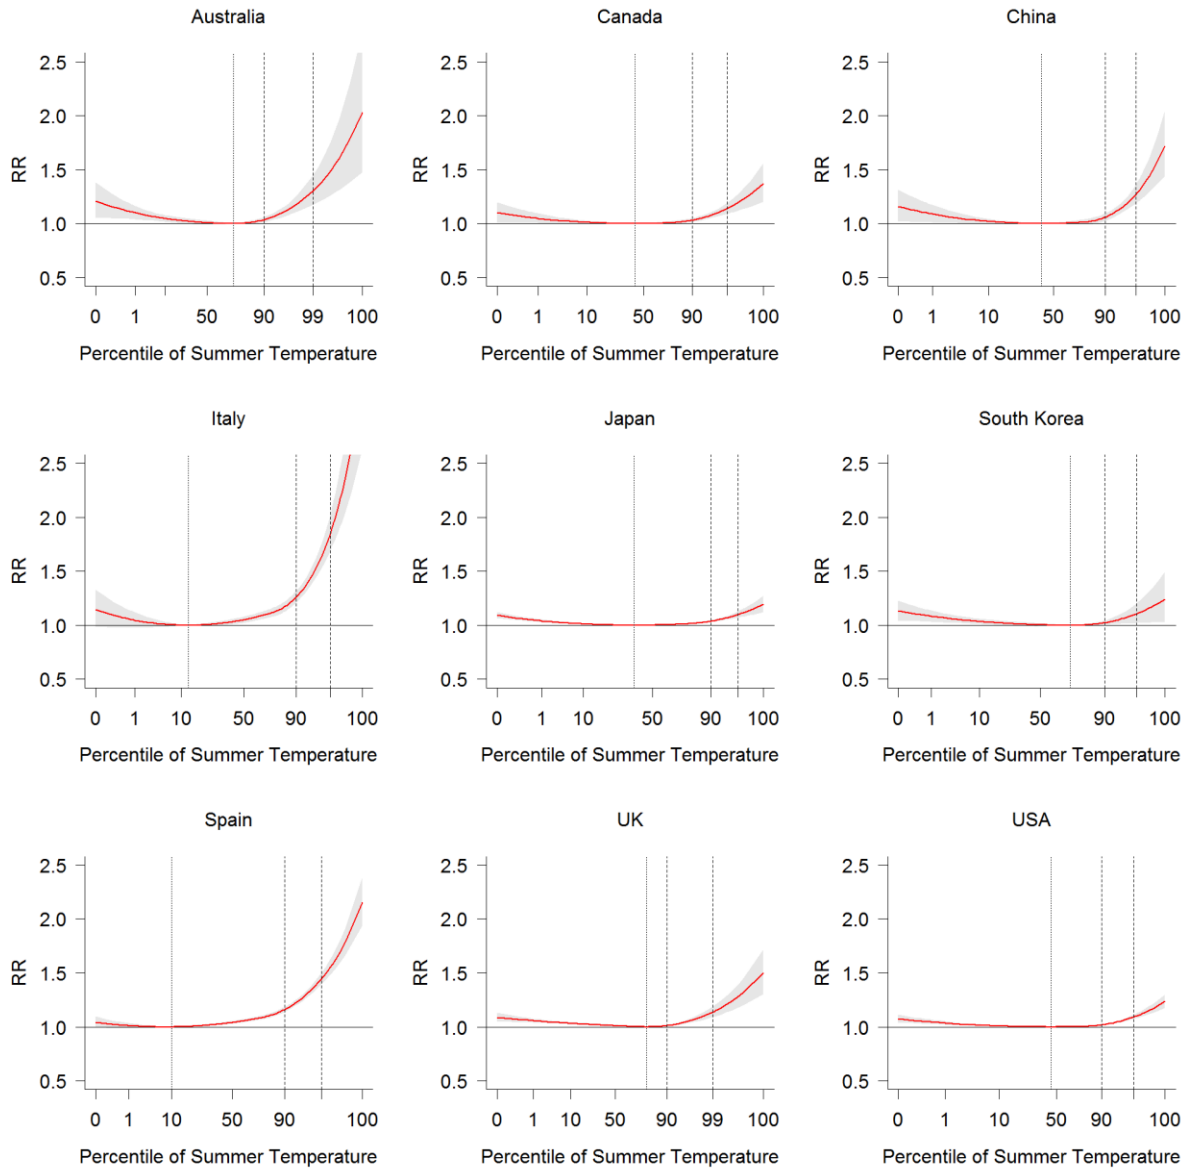 Australia Canada China
2.5 2.5 2.5
2.0 2.0 2.0
RR 1.5 RR 1.5 RR 1.5
1.0 1.0 1.0
0.5 0.5 0.5
0 1 50 90 99 100 0 1 10 50 90 100 0 1 10 50 90 100
Percentile of Summer Temperature Percentile of Summer Temperature Percentile of Summer Temperature
Italy Japan South Korea
2.5 2.5 2.5
2.0 2.0 2.0
RR 1.5 RR 1.5 RR 1.5
1.0 1.0 1.0
0.5 0.5 0.5
0 1 10 50 90 100 0 1 10 50 90 100 0 1 10 50 90 100
Percentile of Summer Temperature Percentile of Summer Temperature Percentile of Summer Temperature
Spain UK USA
2.5 2.5 2.5
2.0 2.0 2.0
RR 1.5 RR 1.5 RR 1.5
1.0 1.0 1.0
0.5 0.5 0.5
0 1 10 50 90 100 0 1 10 50 90 99 100 0 1 10 50 90 100
Percentile of Summer Temperature Percentile of Summer Temperature Percentile of Summer Temperature